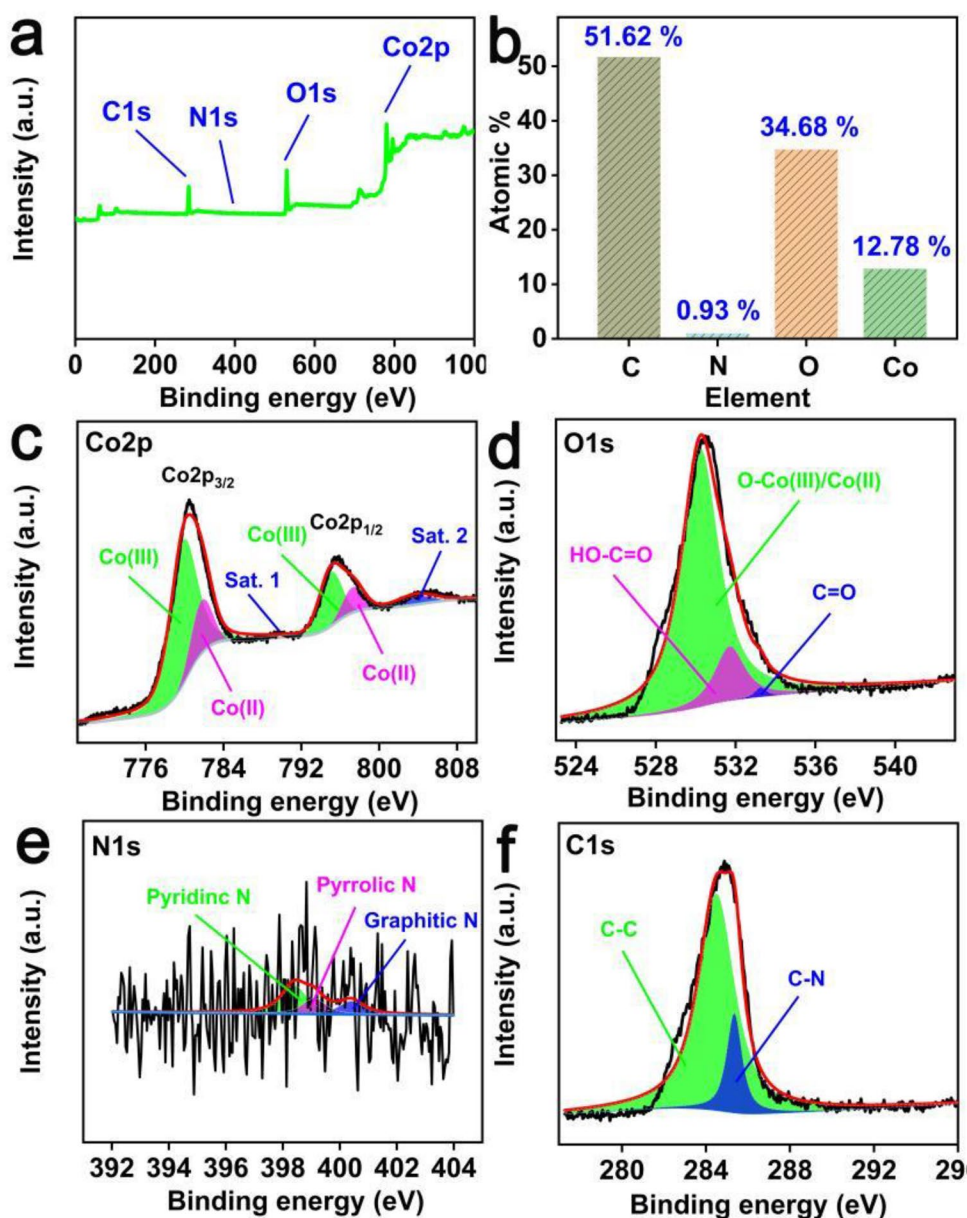 a
Intensity (a.u.)
C1s
N1s
O1s
Co2p
0 200 400 600 800 100
Binding energy (eV)
b
Atomic %
50
40
30
20
10
0
51.62 %
0.93 %
34.68 %
12.78 %
C N O Co
Element
c
Co2p
Intensity (a.u.)
Co2p3/2
Co(III)
Co(II)
Sat. 1
Co(III)
Co2p1/2
Co(II)
Sat. 2
776 784 792 800 808
Binding energy (eV)
d
O1s
Intensity (a.u.)
O-Co(III)/Co(II)
HO-C=O
C=O
524 528 532 536 540
Binding energy (eV)
e
N1s
Intensity (a.u.)
Pyridinc N
Pyrrolic N
Graphitic N
392 394 396 398 400 402 404
Binding energy (eV)
f
C1s
Intensity (a.u.)
C-C
C-N
280 284 288 292 29
Binding energy (eV)